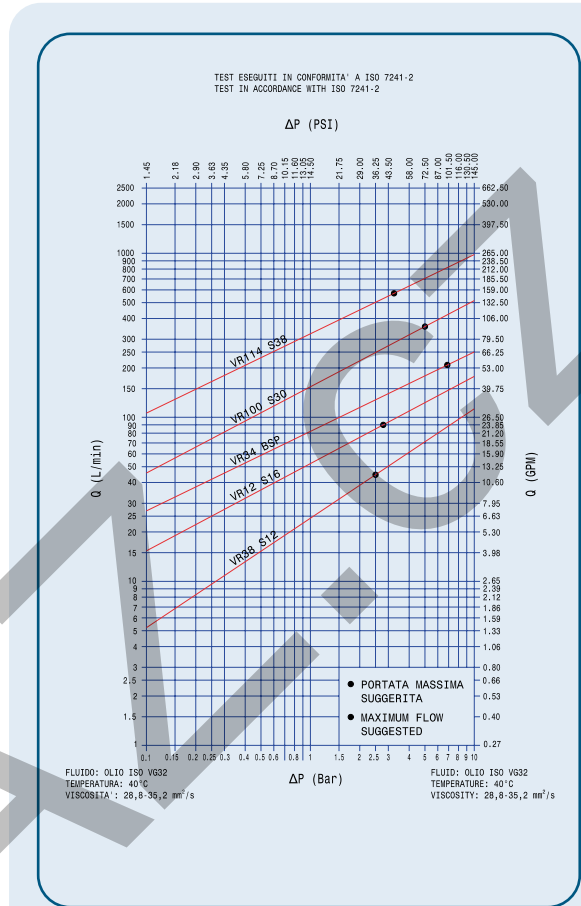 TEST ESEGUITI IN CONFORMITA' A ISO 7241-2
TEST IN ACCORDANCE WITH ISO 7241-2
ΔP (PSI)
1.45 2.18 2.90 3.63 4.35 5.80 7.25 8.70 10.15 11.60 13.05 14.50 21.75 29.00 36.25 43.50 58.00 72.50 87.00 101.50 116.00 130.50 145.00
2500 662.50
2000 530.00
1500 397.50
1000 265.00
900 238.50
800 212.00
700 185.50
600 159.00
500 132.50
400 106.00
300 79.50
250 66.25
200 53.00
150 39.75
100 26.50
90 23.85
80 21.20
70 18.55
60 15.90
50 13.25
40 10.60
30 7.95
25 6.63
20 5.30
15 3.98
10 2.65
9 2.39
8 2.12
7 1.86
6 1.59
5 1.33
4 1.06
3 0.80
2.5 0.66
2 0.53
1.5 0.40
1 0.27
Q (L/min)
Q (GPM)
VR114 S38
VR100 S30
VR34 BSP
VR12 S16
VR38 S12
● PORTATA MASSIMA
SUGGERITA
● MAXIMUM FLOW
SUGGESTED
0.1 0.15 0.2 0.25 0.3 0.4 0.5 0.6 0.8 1 1.5 2 2.5 3 4 5 6 7 8 9 10
ΔP (Bar)
FLUIDO: OLIO ISO VG32
TEMPERATURA: 40°C
VISCOSITA': 28,8-35,2 mm²/s
FLUID: OLIO ISO VG32
TEMPERATURE: 40°C
VISCOSITY: 28,8-35,2 mm²/s